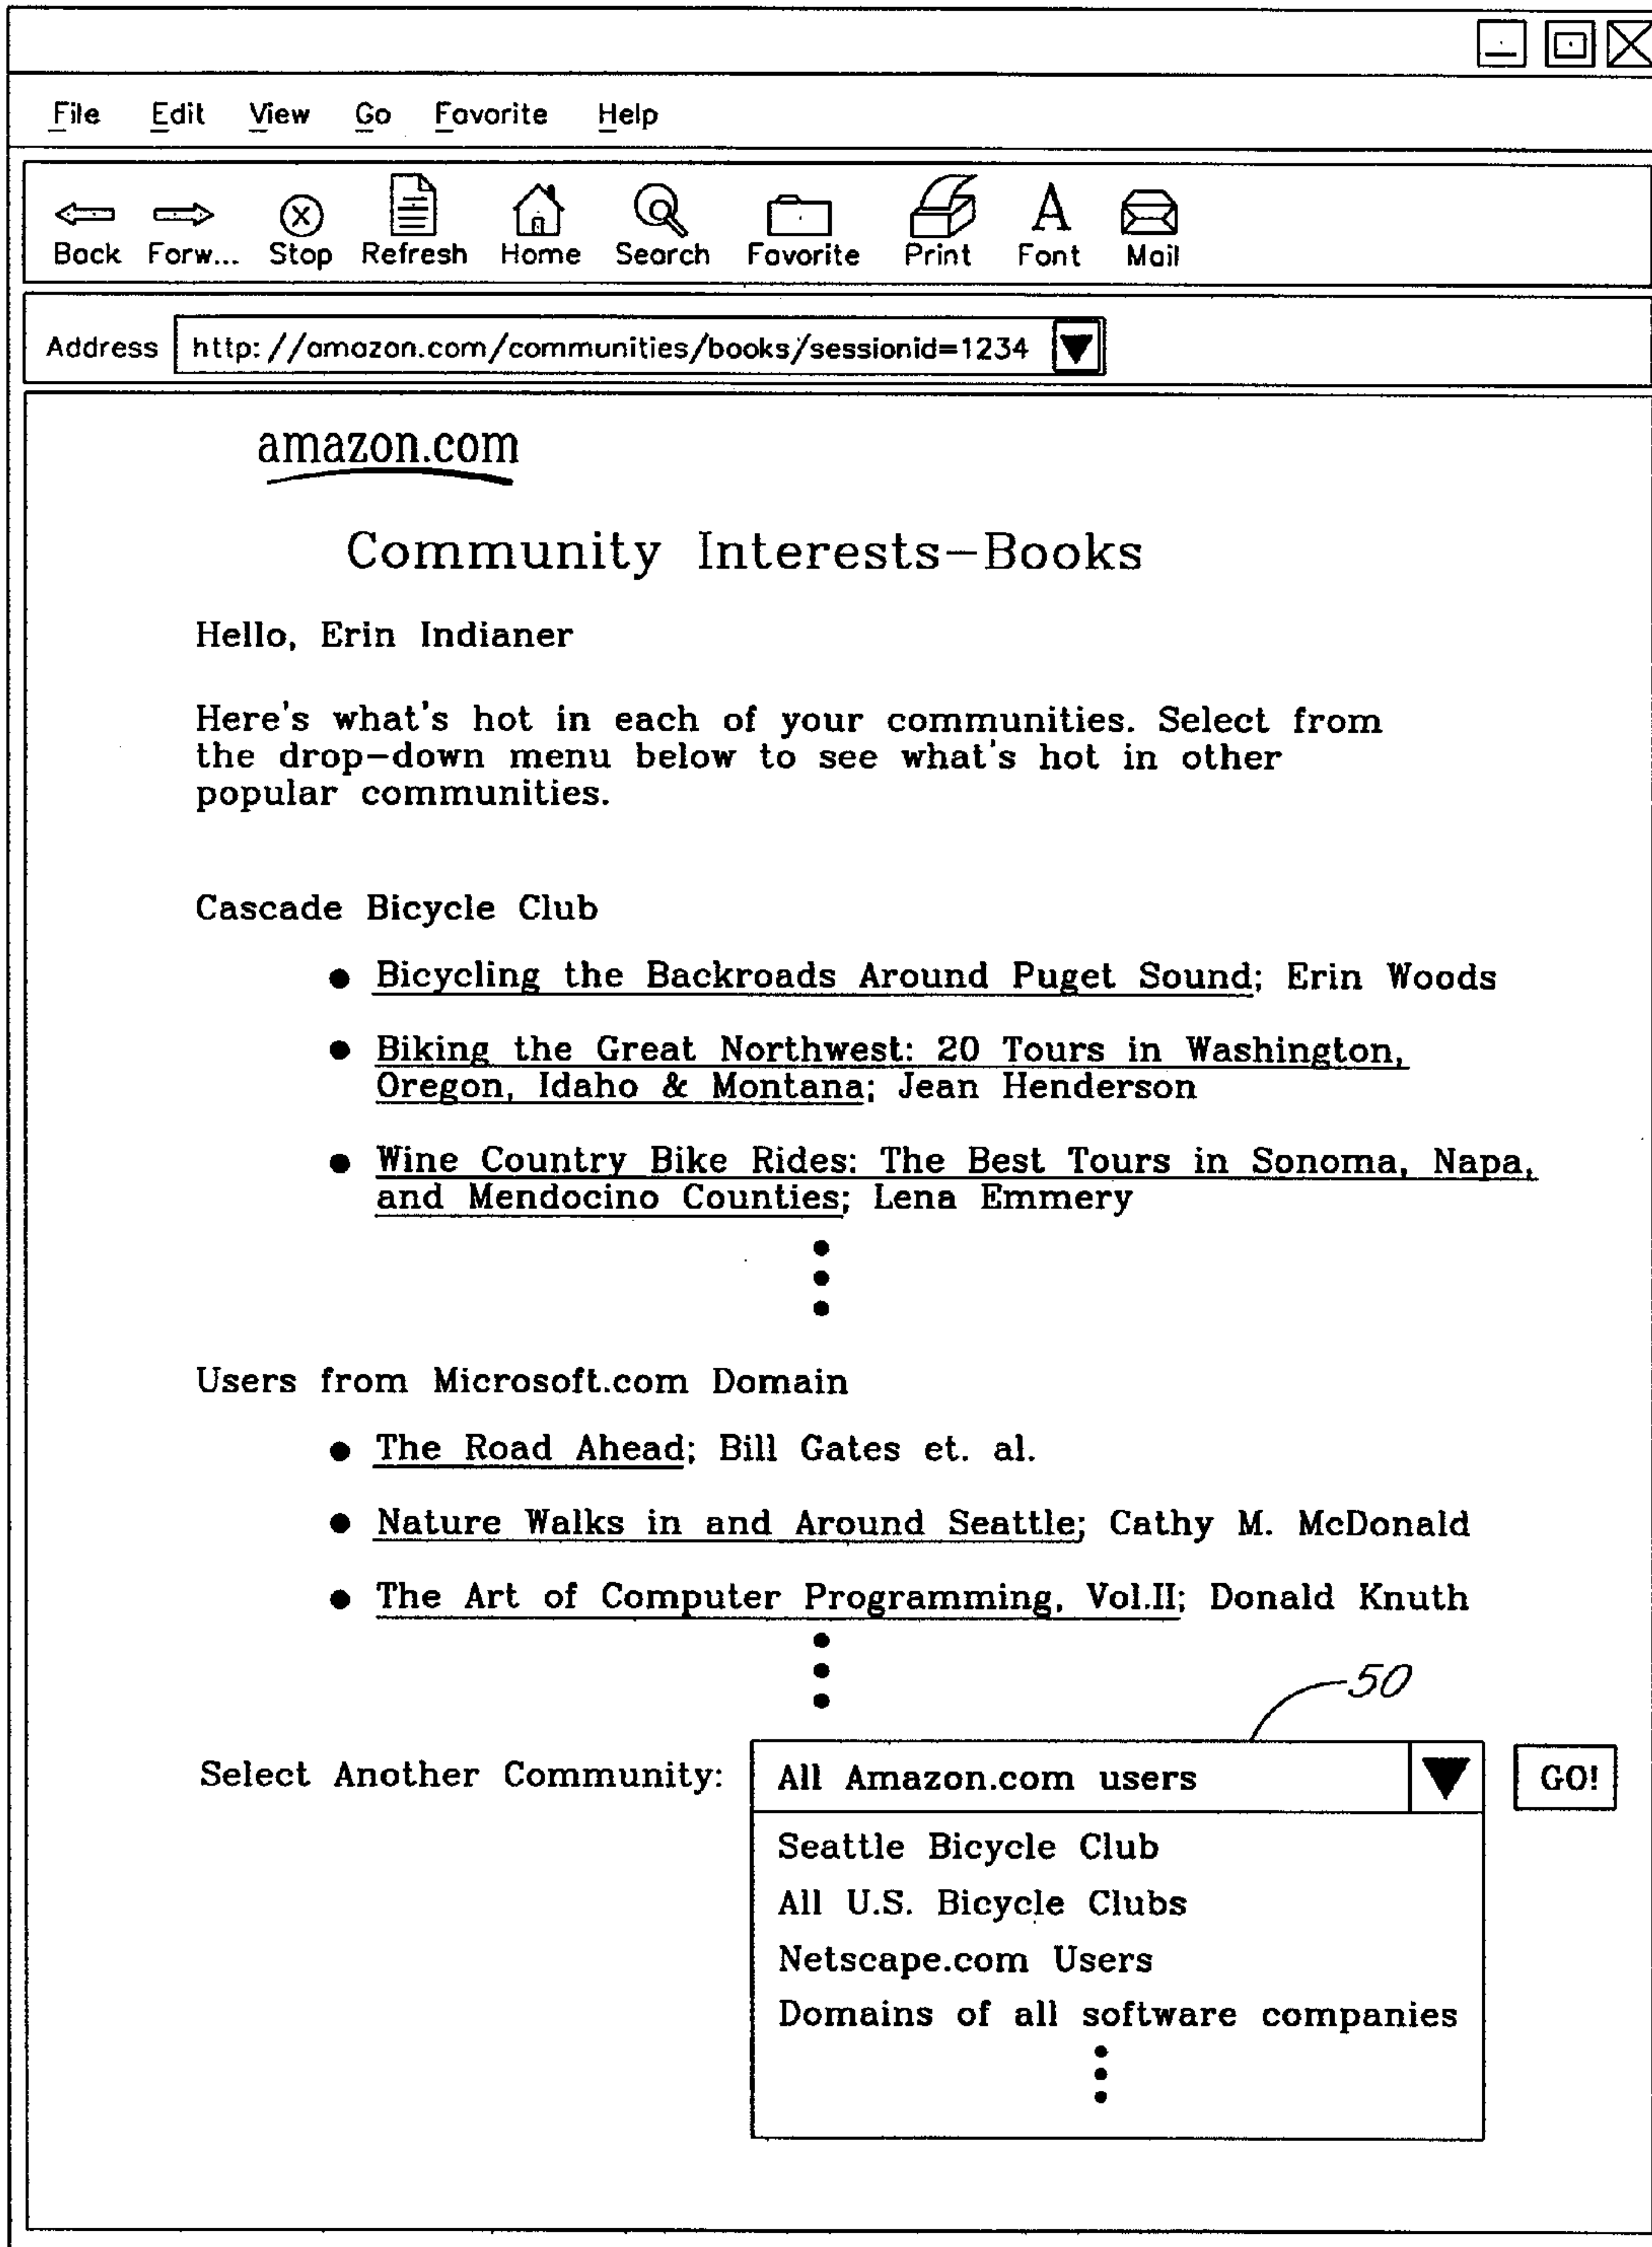 File Edit View Go Favorite Help
Back Forw... Stop Refresh Home Search Favorite Print Font Mail
Address http://amazon.com/communities/books/sessionid=1234
amazon.com
Community Interests-Books
Hello, Erin Indianer
Here's what's hot in each of your communities. Select from
the drop-down menu below to see what's hot in other
popular communities.
Cascade Bicycle Club
● Bicycling the Backroads Around Puget Sound; Erin Woods
● Biking the Great Northwest: 20 Tours in Washington,
Oregon, Idaho & Montana; Jean Henderson
● Wine Country Bike Rides: The Best Tours in Sonoma, Napa,
and Mendocino Counties; Lena Emmery
Users from Microsoft.com Domain
● The Road Ahead; Bill Gates et. al.
● Nature Walks in and Around Seattle; Cathy M. McDonald
● The Art of Computer Programming, Vol.II; Donald Knuth
50
Select Another Community: All Amazon.com users GO!
Seattle Bicycle Club
All U.S. Bicycle Clubs
Netscape.com Users
Domains of all software companies